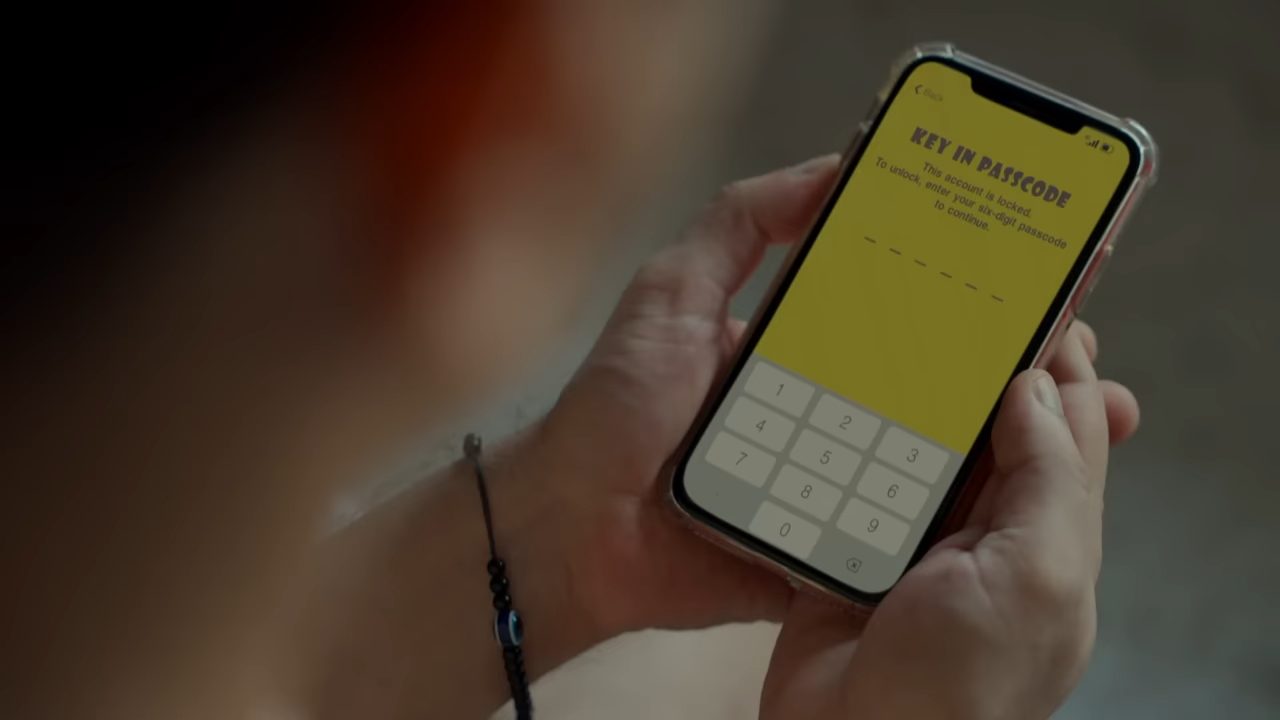 Back
KEY IN PASSCODE
This account is locked.
To unlock, enter your six-digit passcode
to continue.
1 2 3
4 5 6
7 8 9
0